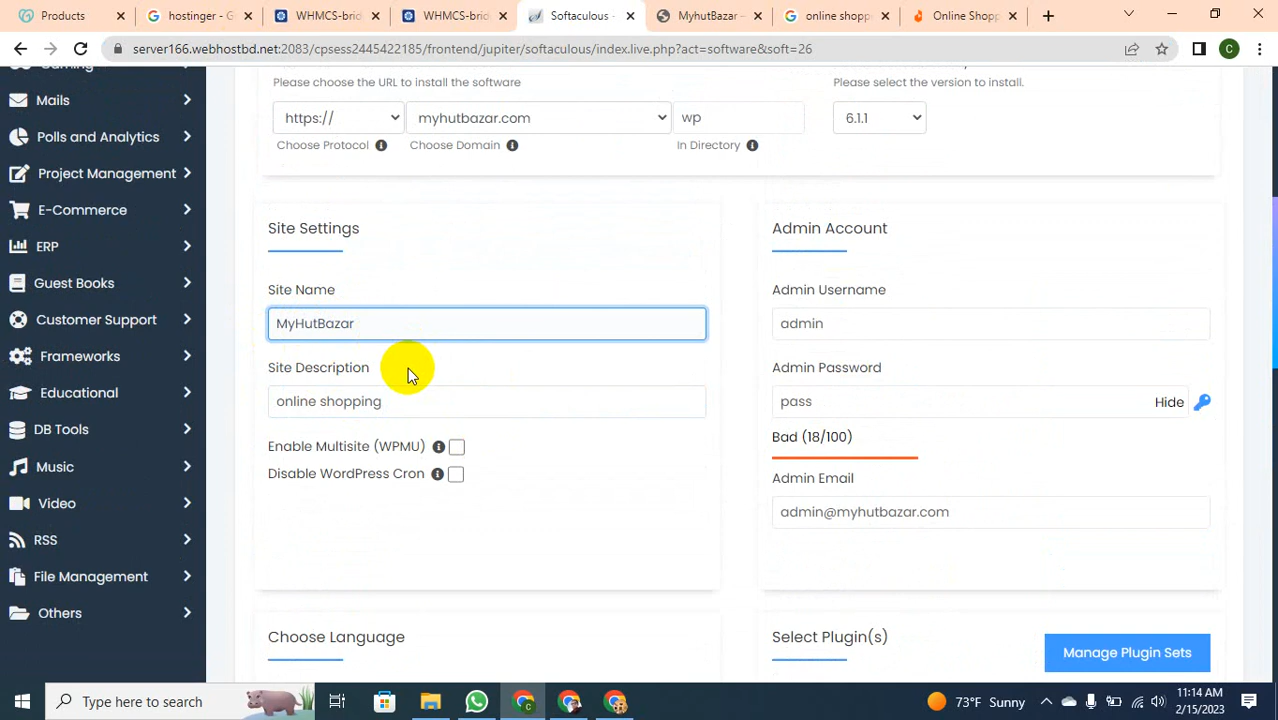 Products
hostinger - G
WHMCS-brid
WHMCS-brid
Softaculous -
MyhutBazar –
online shopp
Online Shopp
server166.webhostbd.net:2083/cpsess2445422185/frontend/jupiter/softaculous/index.live.php?act=software&soft=26
C
Gaming
Mails
Polls and Analytics
Project Management
E-Commerce
ERP
Guest Books
Customer Support
Frameworks
Educational
DB Tools
Music
Video
RSS
File Management
Others
Please choose the URL to install the software
Please select the version to install.
https://
myhutbazar.com
wp
6.1.1
Choose Protocol
Choose Domain
In Directory
Site Settings
Site Name
MyHutBazar
Site Description
online shopping
Enable Multisite (WPMU)
Disable WordPress Cron
Admin Account
Admin Username
admin
Admin Password
pass
Hide
Bad (18/100)
Admin Email
admin@myhutbazar.com
Choose Language
Select Plugin(s)
Manage Plugin Sets
Type here to search
73°F Sunny
11:14 AM
2/15/2023